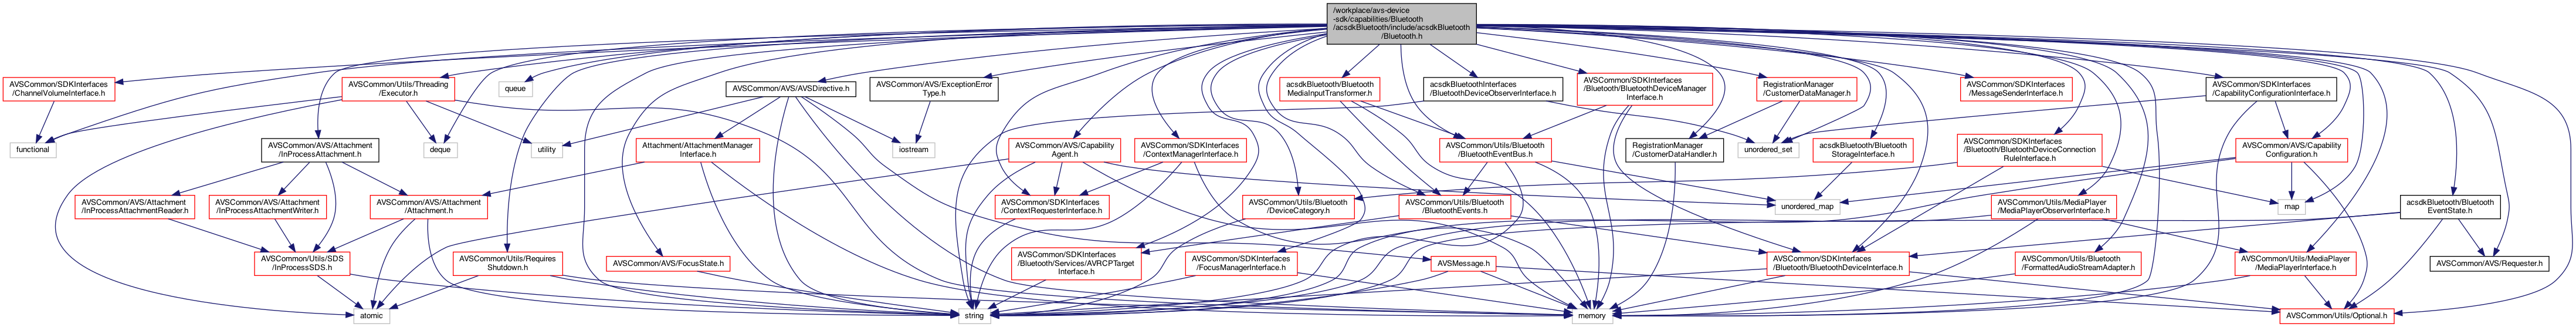 /workplace/avs-device
-sdk/capabilities/Bluetooth
/acsdkBluetooth/include/acsdkBluetooth
/Bluetooth.h
AVSCommon/SDKInterfaces
/ChannelVolumeInterface.h
AVSCommon/Utils/Threading
/Executor.h
queue
AVSCommon/AVS/AVSDirective.h
AVSCommon/AVS/ExceptionError
Type.h
acsdkBluetooth/Bluetooth
MediaInputTransformer.h
acsdkBluetoothInterfaces
/BluetoothDeviceObserverInterface.h
AVSCommon/SDKInterfaces
/Bluetooth/BluetoothDeviceManager
Interface.h
RegistrationManager
/CustomerDataManager.h
AVSCommon/SDKInterfaces
/MessageSenderInterface.h
AVSCommon/SDKInterfaces
/CapabilityConfigurationInterface.h
functional
AVSCommon/AVS/Attachment
/InProcessAttachment.h
deque
utility
Attachment/AttachmentManager
Interface.h
iostream
AVSCommon/AVS/Capability
Agent.h
AVSCommon/SDKInterfaces
/ContextManagerInterface.h
AVSCommon/Utils/Bluetooth
/BluetoothEventBus.h
RegistrationManager
/CustomerDataHandler.h
unordered_set
acsdkBluetooth/Bluetooth
StorageInterface.h
AVSCommon/SDKInterfaces
/Bluetooth/BluetoothDeviceConnection
RuleInterface.h
AVSCommon/AVS/Capability
Configuration.h
AVSCommon/AVS/Attachment
/InProcessAttachmentReader.h
AVSCommon/AVS/Attachment
/InProcessAttachmentWriter.h
AVSCommon/AVS/Attachment
/Attachment.h
AVSCommon/SDKInterfaces
/ContextRequesterInterface.h
AVSCommon/Utils/Bluetooth
/DeviceCategory.h
AVSCommon/Utils/Bluetooth
/BluetoothEvents.h
unordered_map
AVSCommon/Utils/MediaPlayer
/MediaPlayerObserverInterface.h
map
acsdkBluetooth/Bluetooth
EventState.h
AVSCommon/Utils/SDS
/InProcessSDS.h
AVSCommon/Utils/Requires
Shutdown.h
AVSCommon/AVS/FocusState.h
AVSCommon/SDKInterfaces
/Bluetooth/Services/AVRCPTarget
Interface.h
AVSCommon/SDKInterfaces
/FocusManagerInterface.h
AVSMessage.h
AVSCommon/SDKInterfaces
/Bluetooth/BluetoothDeviceInterface.h
AVSCommon/Utils/Bluetooth
/FormattedAudioStreamAdapter.h
AVSCommon/Utils/MediaPlayer
/MediaPlayerInterface.h
AVSCommon/AVS/Requester.h
atomic
string
memory
AVSCommon/Utils/Optional.h